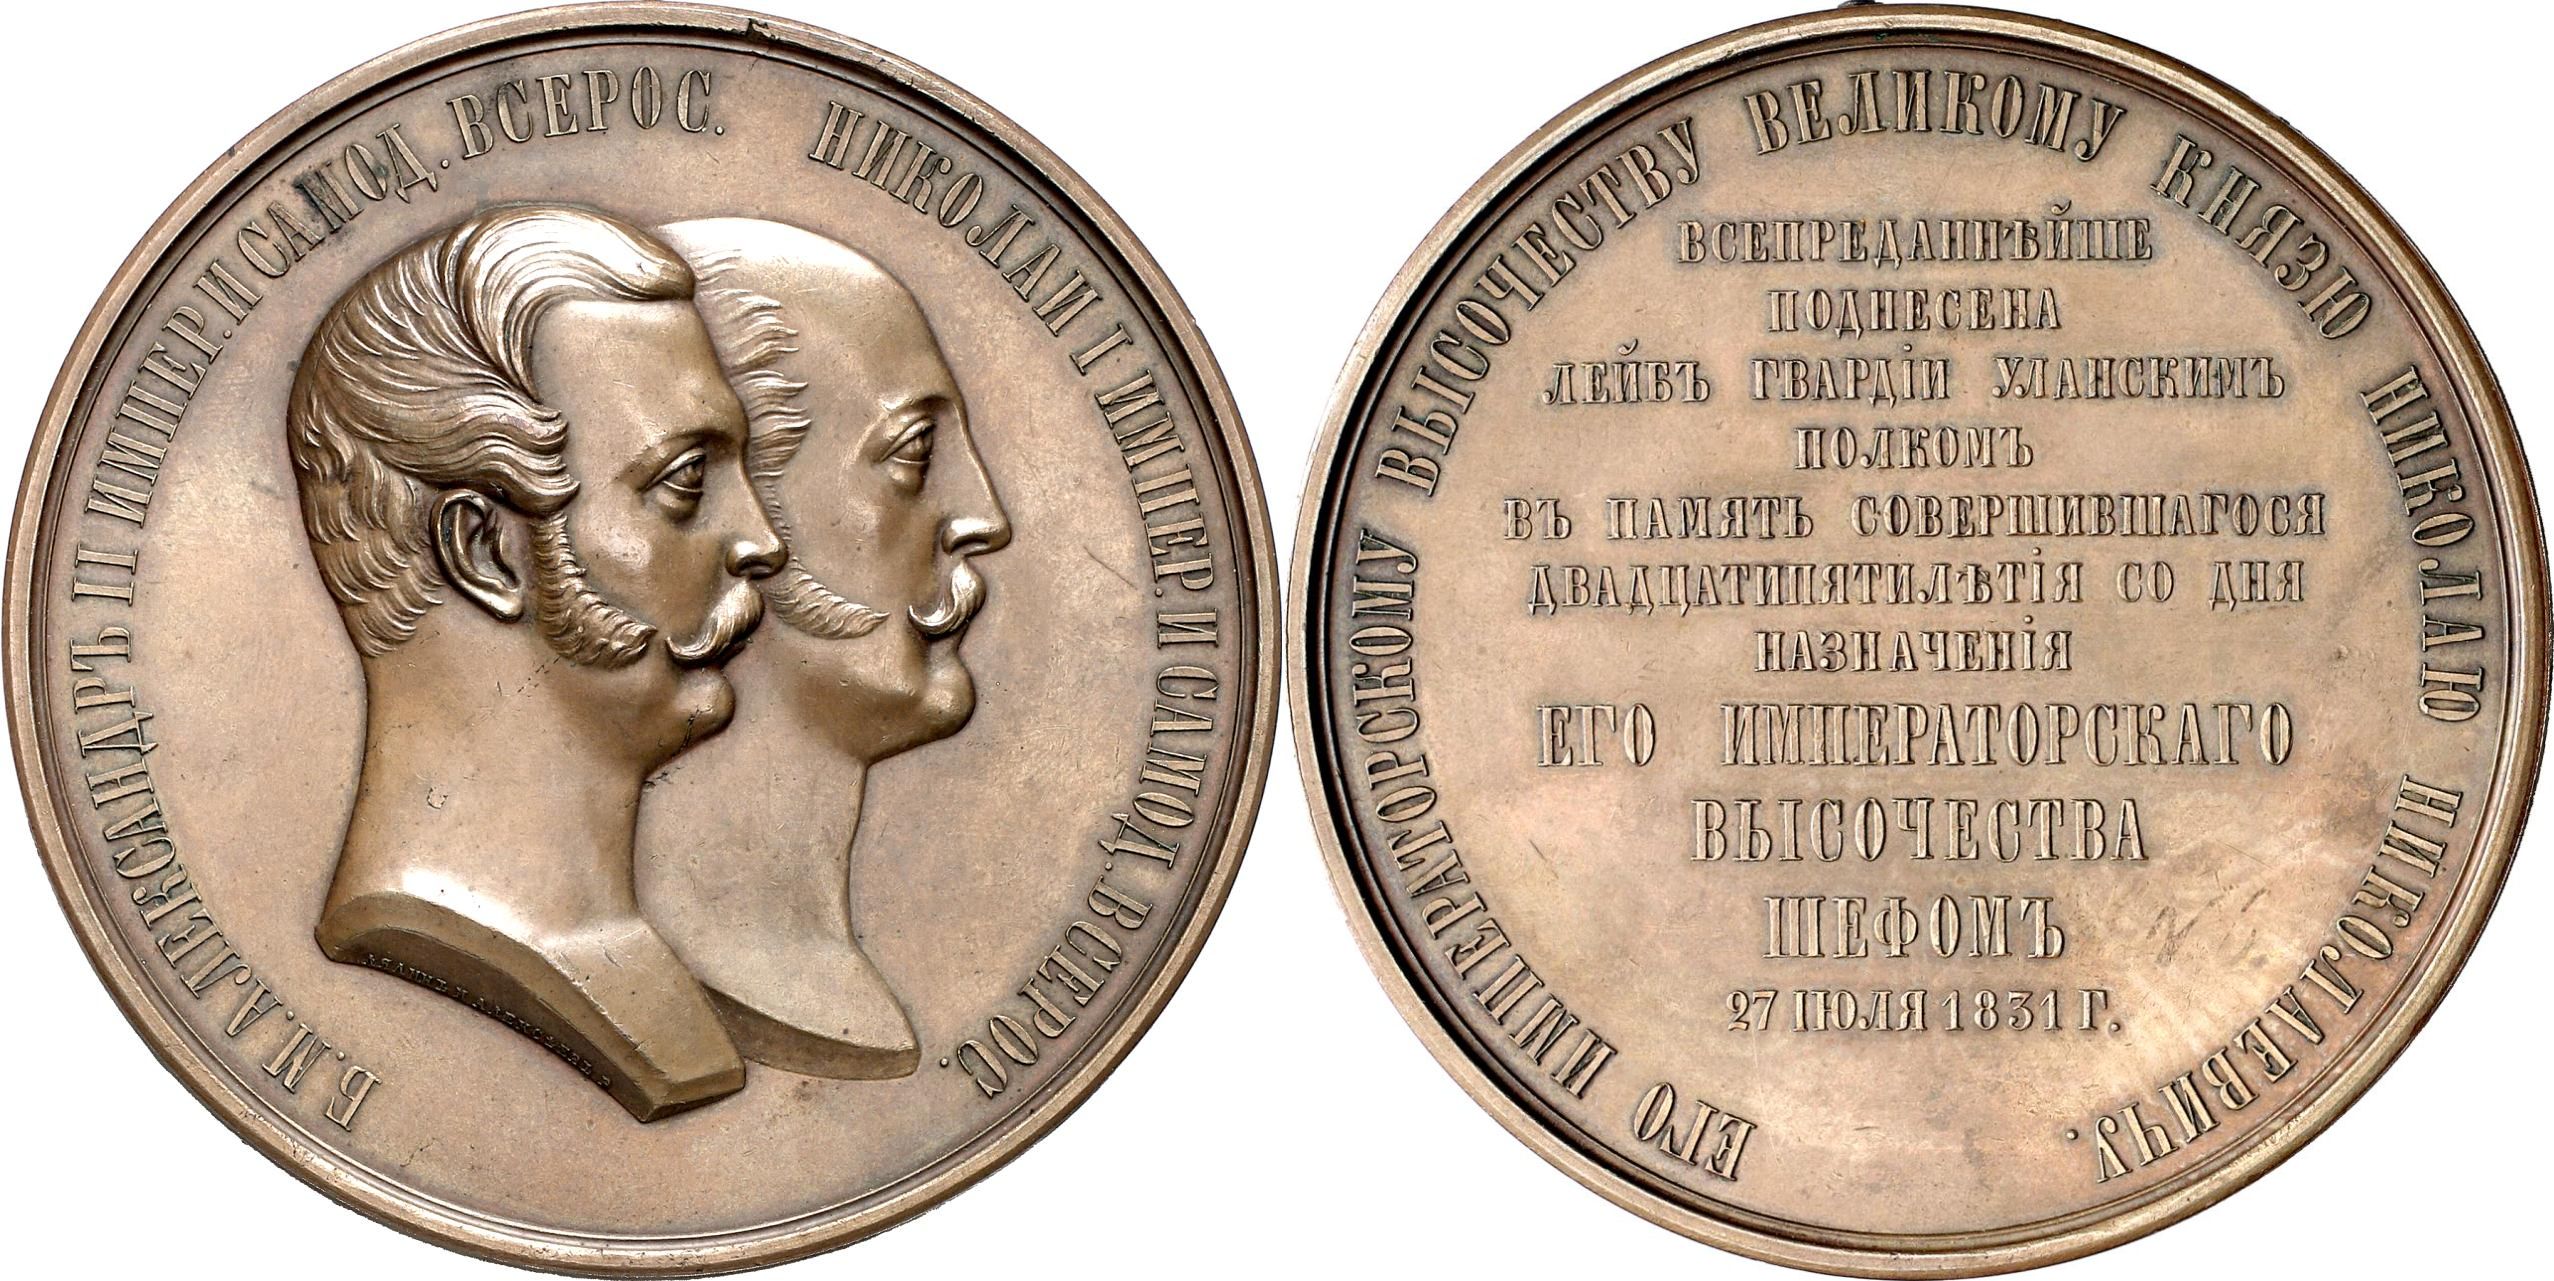 Б.М.АЛЕКСАНДРЪ II ИМПЕР.И САМОД.ВСЕРОС.
НИКОЛАИ I ИМПЕР.И САМОД.ВСЕРОС.
ЕГО ИМПЕРАТОРСКОМУ ВЫСОЧЕСТВУ ВЕЛИКОМУ КНЯЗЮ НИКОЛАЮ НИКОЛАЕВИЧУ.
ВСЕПРЕДАННѢЙШЕ
ПОДНЕСЕНА
ЛЕЙБЪ ГВАРДІИ УЛАНСКИМЪ
ПОЛКОМЪ
ВЪ ПАМЯТЬ СОВЕРШИВШАГОСЯ
ДВАДЦАТИПЯТИЛѢТІЯ СО ДНЯ
НАЗНАЧЕНІЯ
ЕГО ИМПЕРАТОРСКАГО
ВЫСОЧЕСТВА
ШЕФОМЪ
27 ІЮЛЯ 1831 Г.